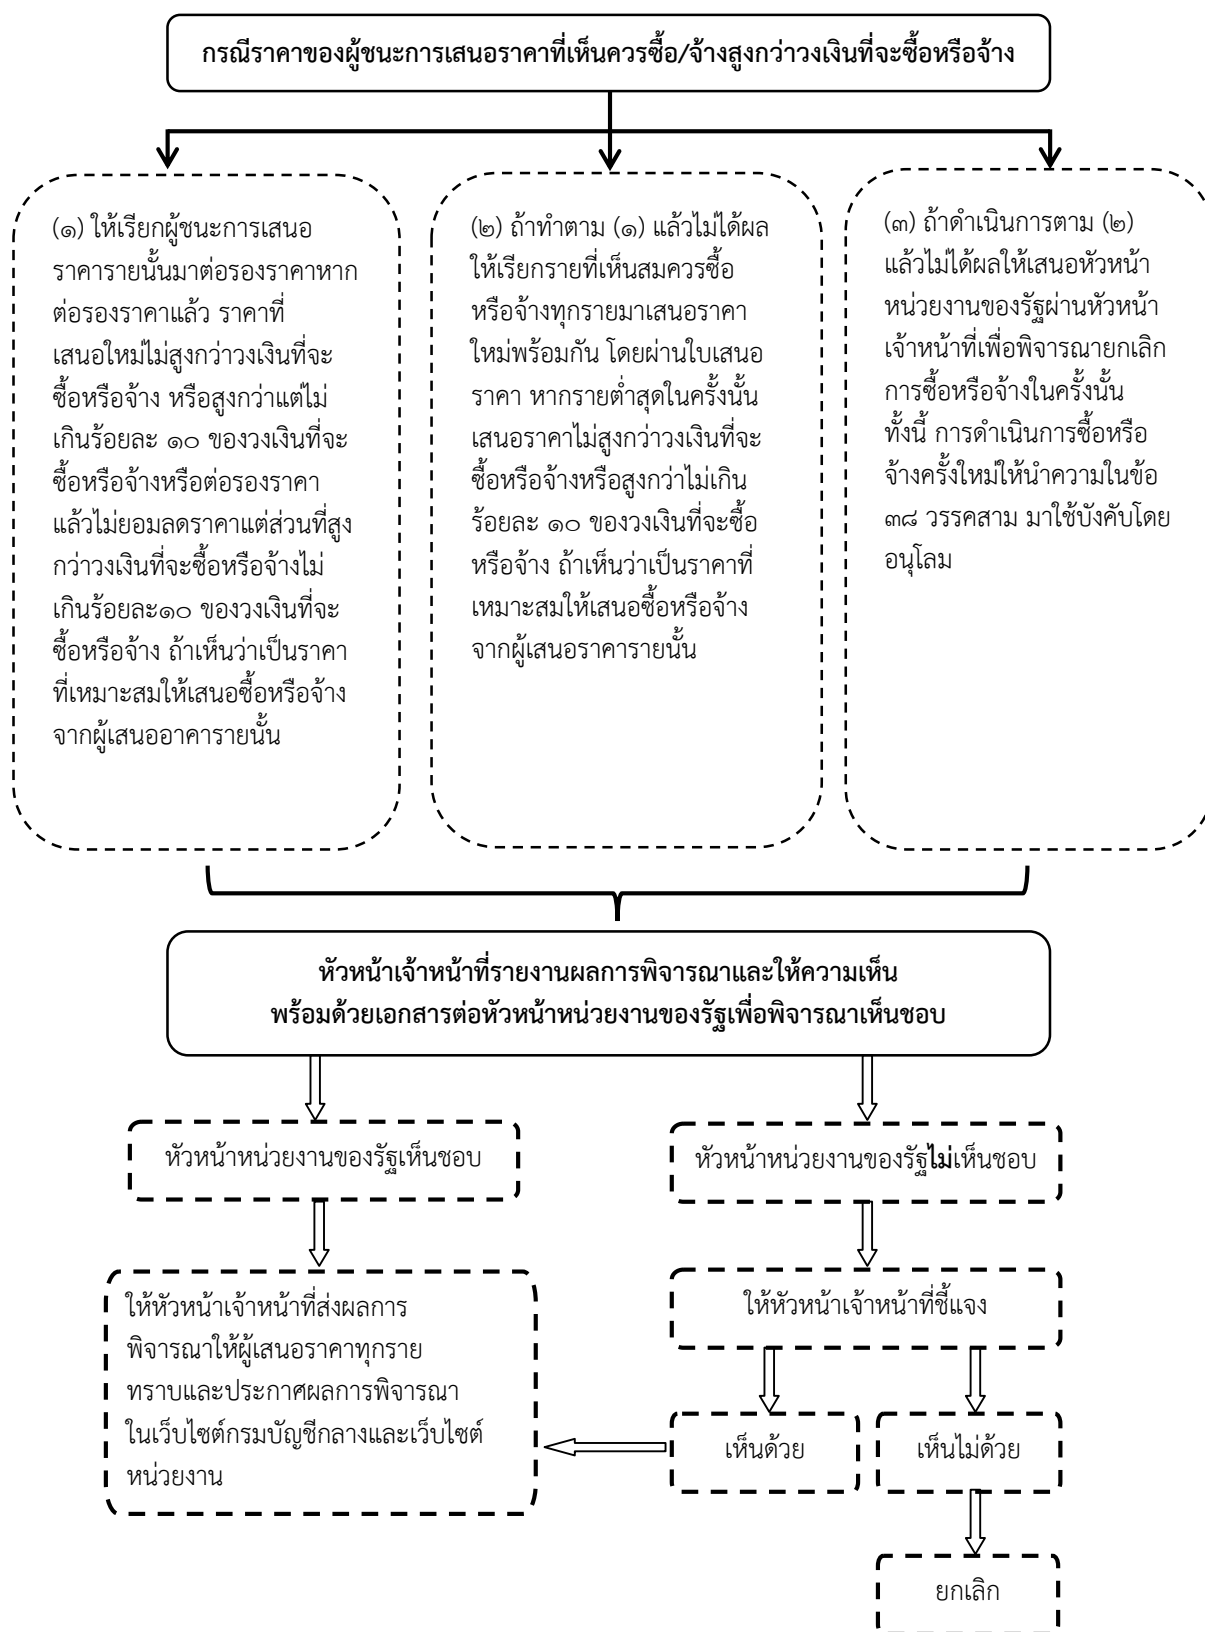 กรณีราคาของผู้ชนะการเสนอราคาที่เห็นควรซื้อ/จ้างสูงกว่าวงเงินที่จะซื้อหรือจ้าง
(๑) ให้เรียกผู้ชนะการเสนอ
ราคารายนั้นมาต่อรองราคาหาก
ต่อรองราคาแล้ว ราคาที่
เสนอใหม่ไม่สูงกว่าวงเงินที่จะ
ซื้อหรือจ้าง หรือสูงกว่าแต่ไม่
เกินร้อยละ ๑๐ ของวงเงินที่จะ
ซื้อหรือจ้างหรือต่อรองราคา
แล้วไม่ยอมลดราคาแต่ส่วนที่สูง
กว่าวงเงินที่จะซื้อหรือจ้างไม่
เกินร้อยละ๑๐ ของวงเงินที่จะ
ซื้อหรือจ้าง ถ้าเห็นว่าเป็นราคา
ที่เหมาะสมให้เสนอซื้อหรือจ้าง
จากผู้เสนออาคารายนั้น
(๒) ถ้าทำตาม (๑) แล้วไม่ได้ผล
ให้เรียกรายที่เห็นสมควรซื้อ
หรือจ้างทุกรายมาเสนอราคา
ใหม่พร้อมกัน โดยผ่านใบเสนอ
ราคา หากรายต่ำสุดในครั้งนั้น
เสนอราคาไม่สูงกว่าวงเงินที่จะ
ซื้อหรือจ้างหรือสูงกว่าไม่เกิน
ร้อยละ ๑๐ ของวงเงินที่จะซื้อ
หรือจ้าง ถ้าเห็นว่าเป็นราคาที่
เหมาะสมให้เสนอซื้อหรือจ้าง
จากผู้เสนอราคารายนั้น
(๓) ถ้าดำเนินการตาม (๒)
แล้วไม่ได้ผลให้เสนอหัวหน้า
หน่วยงานของรัฐผ่านหัวหน้า
เจ้าหน้าที่เพื่อพิจารณายกเลิก
การซื้อหรือจ้างในครั้งนั้น
ทั้งนี้ การดำเนินการซื้อหรือ
จ้างครั้งใหม่ให้นำความในข้อ
๓๘ วรรคสาม มาใช้บังคับโดย
อนุโลม
หัวหน้าเจ้าหน้าที่รายงานผลการพิจารณาและให้ความเห็น
พร้อมด้วยเอกสารต่อหัวหน้าหน่วยงานของรัฐเพื่อพิจารณาเห็นชอบ
หัวหน้าหน่วยงานของรัฐเห็นชอบ
หัวหน้าหน่วยงานของรัฐไม่เห็นชอบ
ให้หัวหน้าเจ้าหน้าที่ส่งผลการ
พิจารณาให้ผู้เสนอราคาทุกราย
ทราบและประกาศผลการพิจารณา
ในเว็บไซต์กรมบัญชีกลางและเว็บไซต์
หน่วยงาน
ให้หัวหน้าเจ้าหน้าที่ชี้แจง
เห็นด้วย
เห็นไม่ด้วย
ยกเลิก